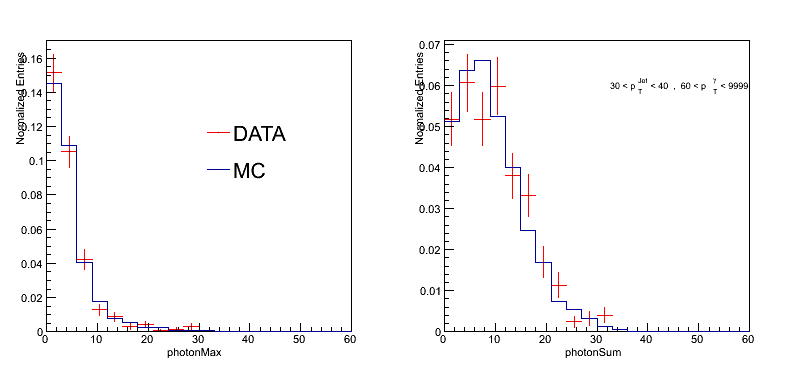 Normalized Entries
0.16
0.14
0.12
0.1
0.08
0.06
0.04
0.02
0
0 10 20 30 40 50 60
photonMax
DATA
MC
Normalized Entries
0.07
0.06
0.05
0.04
0.03
0.02
0.01
0
0 10 20 30 40 50 60
photonSum
30 < p_T^Jet < 40 , 60 < p_T^γ < 9999